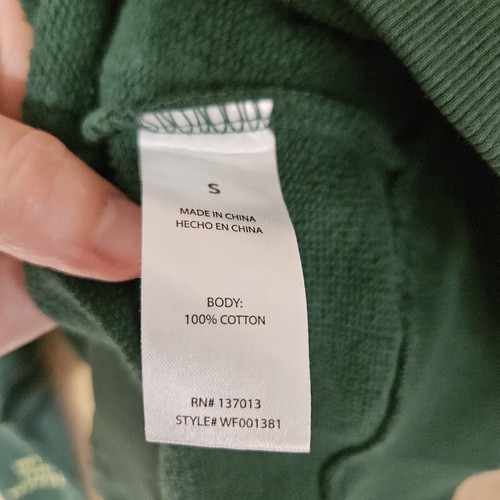 S
MADE IN CHINA
HECHO EN CHINA
BODY:
100% COTTON
RN# 137013
STYLE# WF001381